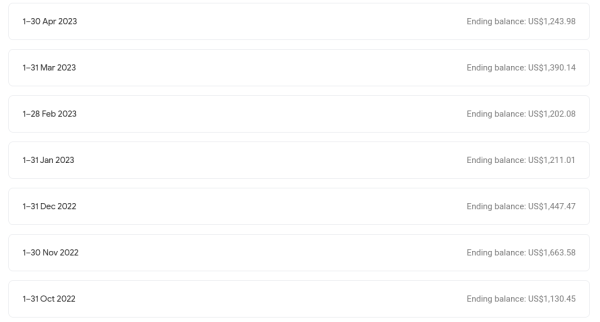 1–30 Apr 2023 Ending balance: US$1,243.98
1–31 Mar 2023 Ending balance: US$1,390.14
1–28 Feb 2023 Ending balance: US$1,202.08
1–31 Jan 2023 Ending balance: US$1,211.01
1–31 Dec 2022 Ending balance: US$1,447.47
1–30 Nov 2022 Ending balance: US$1,663.58
1–31 Oct 2022 Ending balance: US$1,130.45